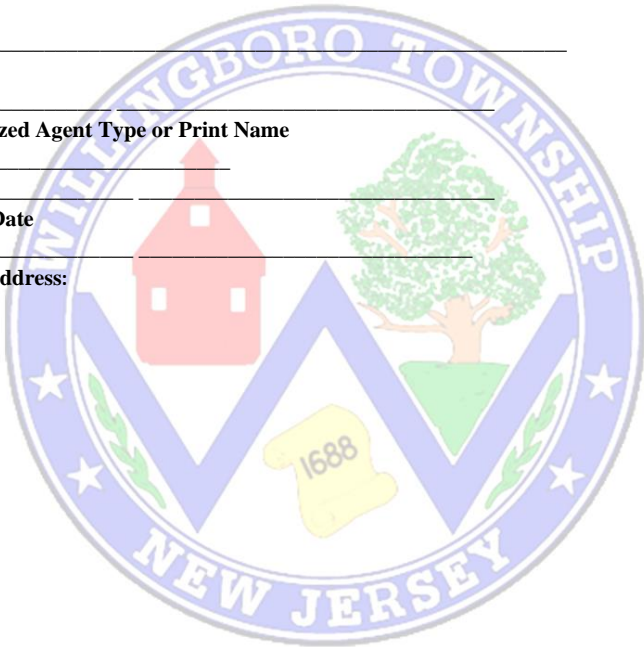 WILLINGBORO TOWNSHIP
zed Agent Type or Print Name
Date
ddress:
1688
NEW JERSEY